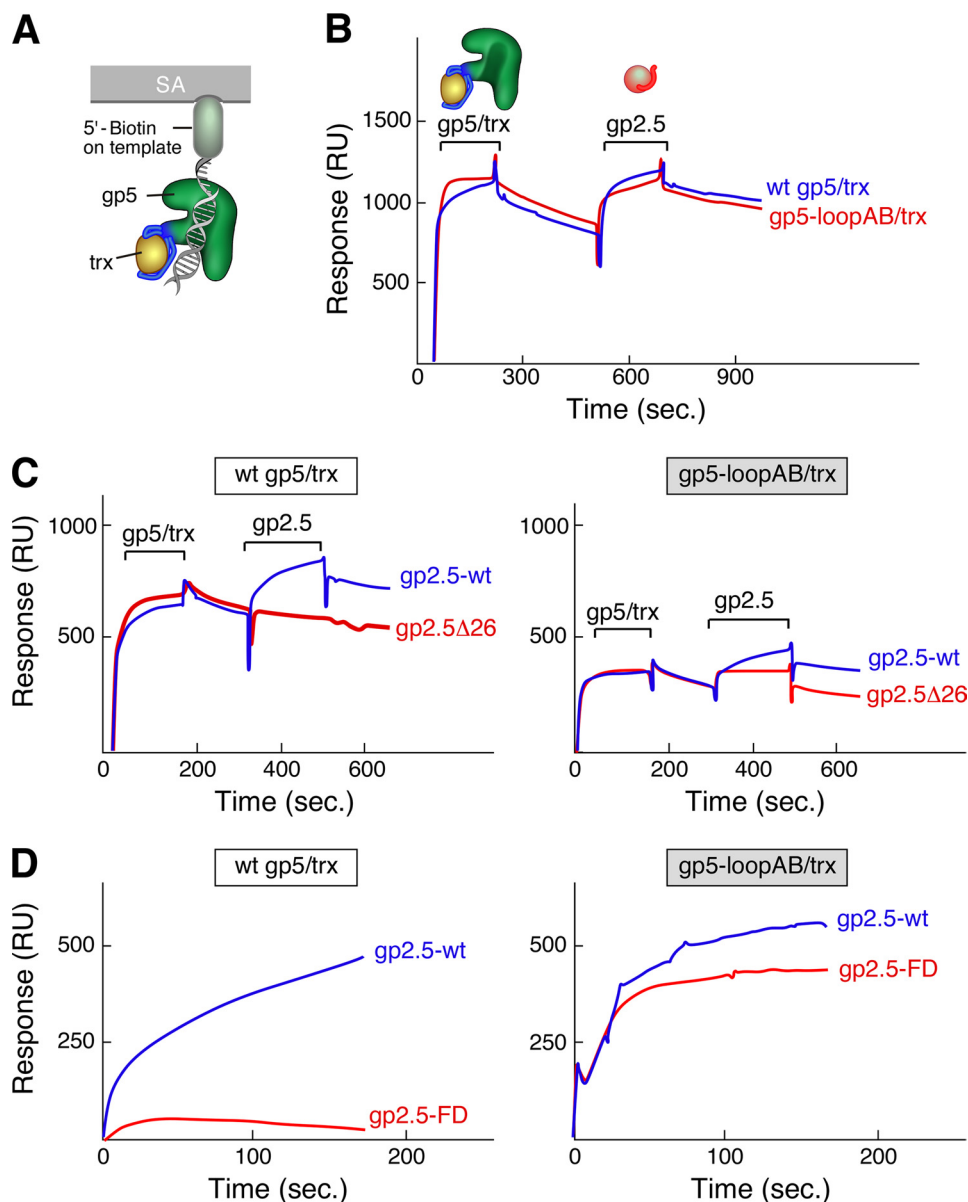 A
SA
5'-Biotin
on template
gp5
trx
B
Response (RU)
1500
1000
500
gp5/trx
gp2.5
wt gp5/trx
gp5-loopAB/trx
0 300 600 900
Time (sec.)
C
wt gp5/trx
Response (RU)
1000
500
gp5/trx
gp2.5
gp2.5-wt
gp2.5Δ26
0 200 400 600
Time (sec.)
gp5-loopAB/trx
1000
500
gp5/trx
gp2.5
gp2.5-wt
gp2.5Δ26
0 200 400 600
Time (sec.)
D
wt gp5/trx
Response (RU)
500
250
gp2.5-wt
gp2.5-FD
0 100 200
Time (sec.)
gp5-loopAB/trx
500
250
gp2.5-wt
gp2.5-FD
0 100 200
Time (sec.)